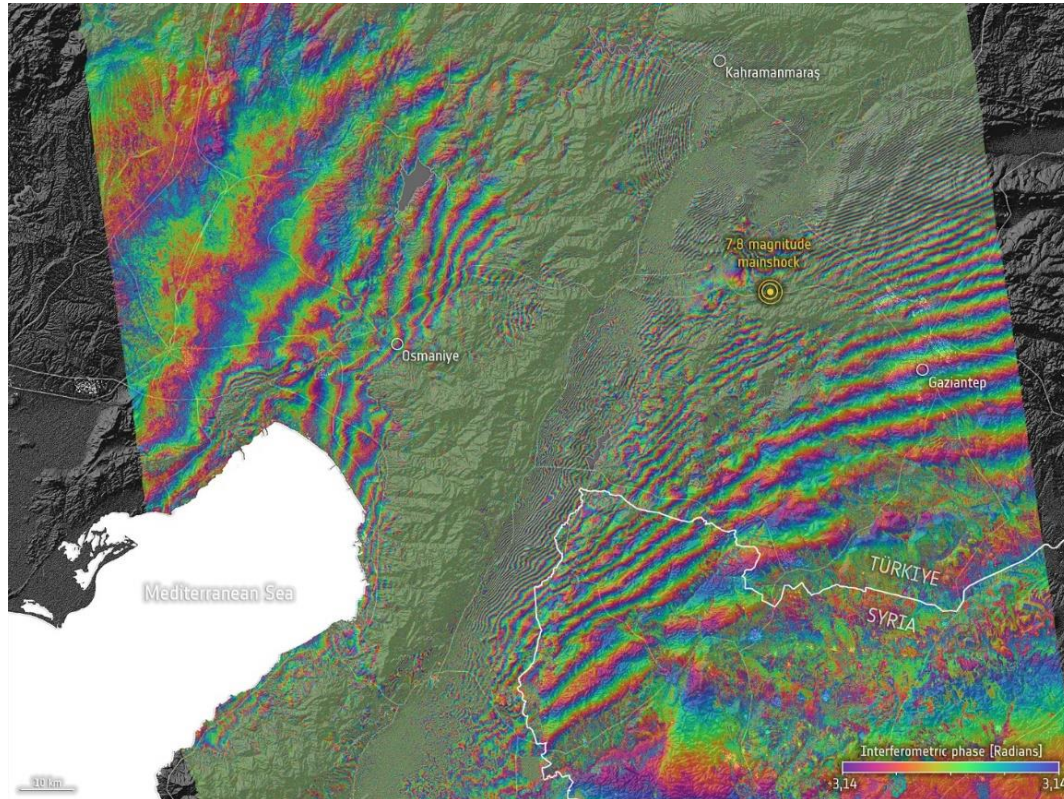 Kahramanmaraş
7.8 magnitude
mainshock
Osmaniye
Gaziantep
Mediterranean Sea
TÜRKIYE
SYRIA
Interferometric phase [Radians]
3,14 3,14
10 km